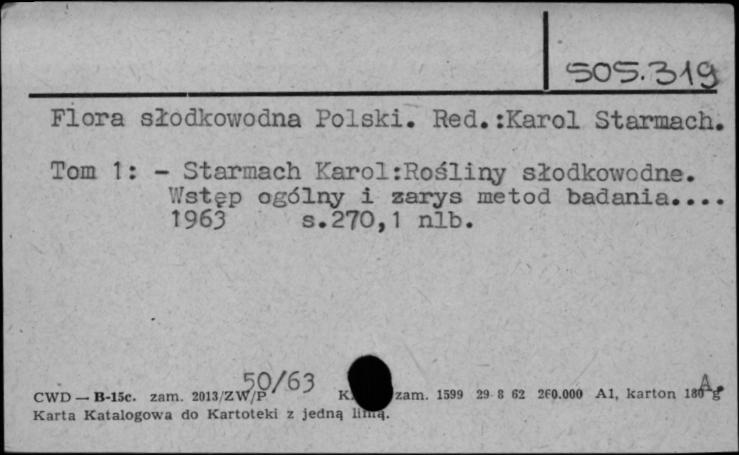 505.319
Flora słodkowodna Polski. Red.:Karol Starmach.
Tom 1: - Starmach Karol:Rośliny słodkowodne.
Wstęp ogólny i zarys metod badania....
1963 s.270,1 nlb.
50/63 A.
CWD — B-15c. zam. 2013/ZW/P zam. 1599 29 8 62 260.000 A1, karton 180 g
Karta Katalogowa do Kartoteki z jedną linią.